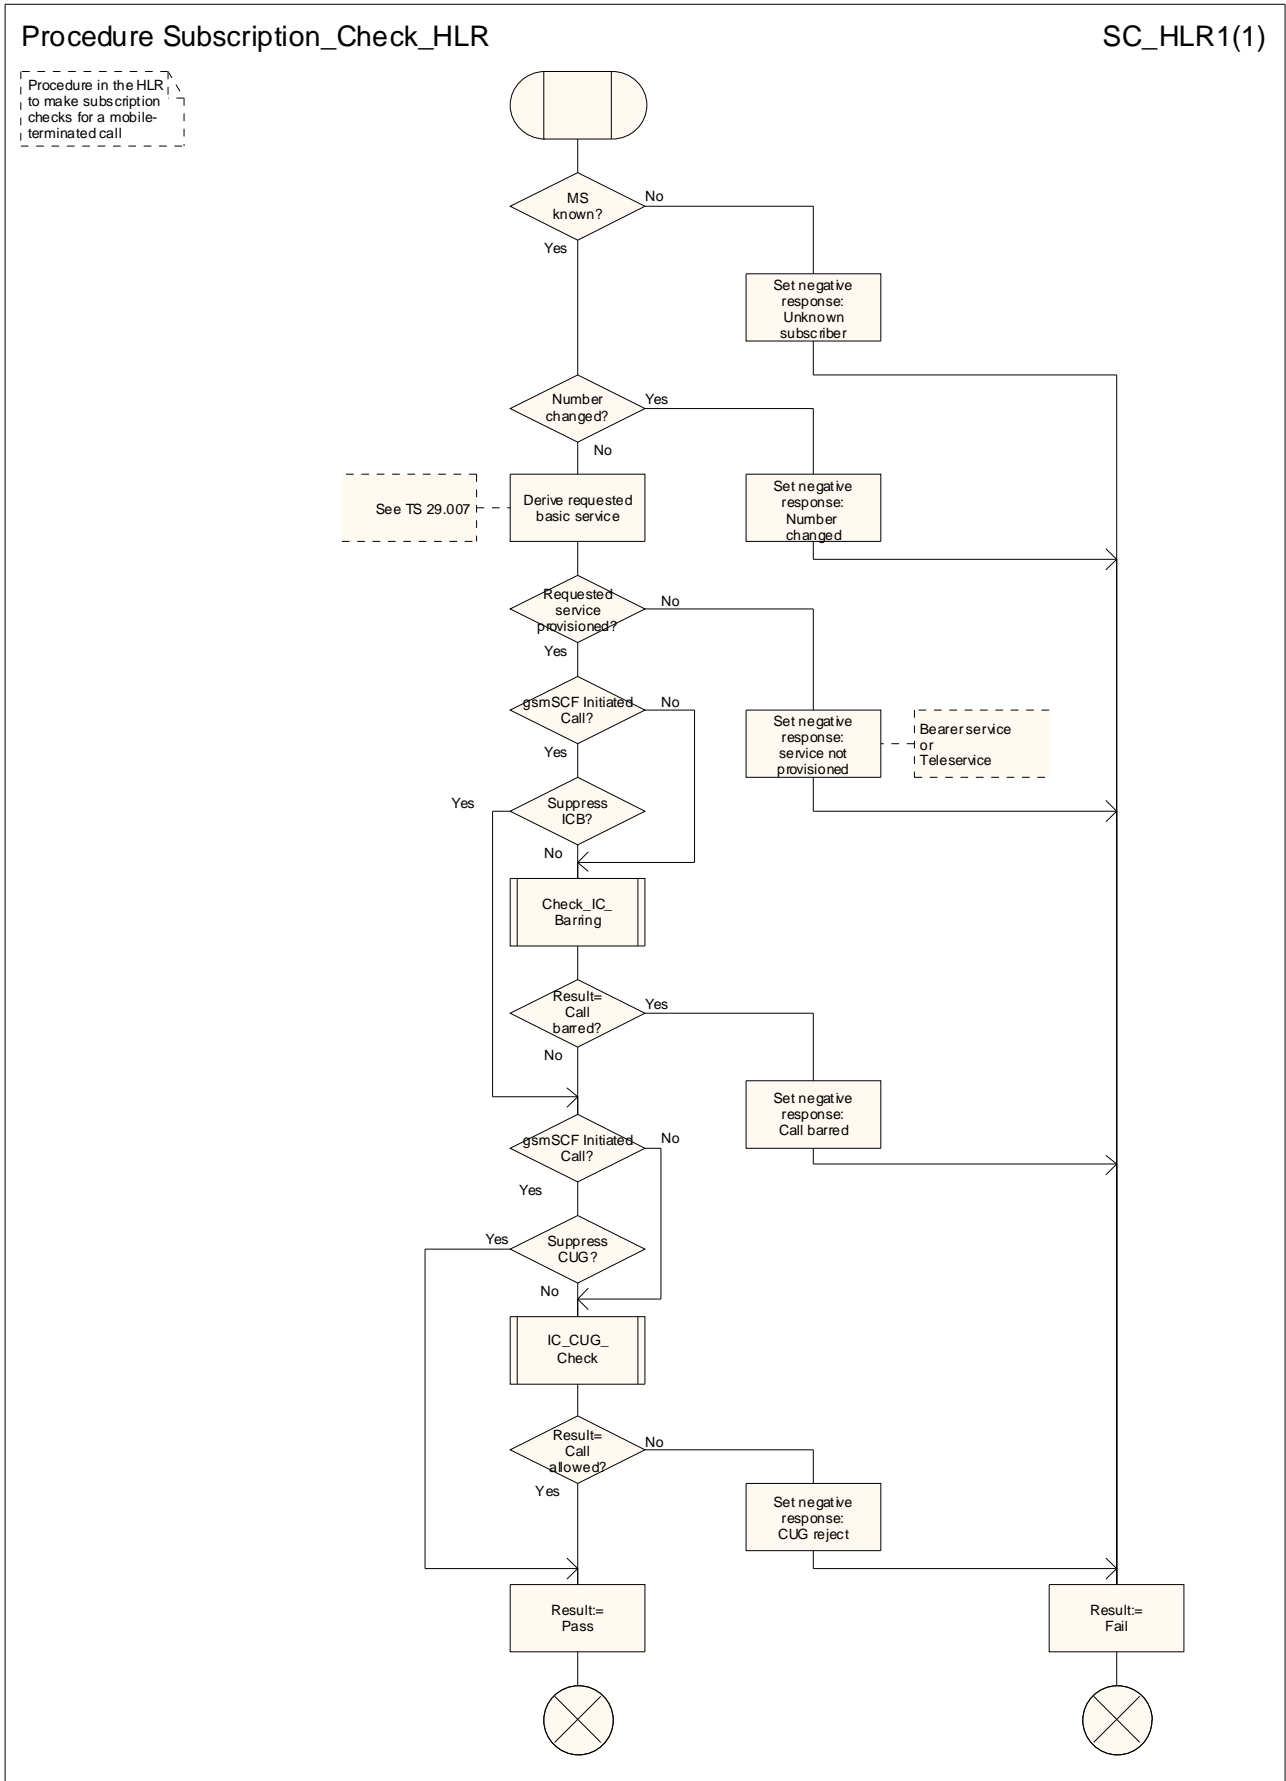 Procedure Subscription_Check_HLR
SC_HLR1(1)
Procedure in the HLR
to make subscription
checks for a mobile-
terminated call
MS
known?
No
Yes
Set negative
response:
Unknown
subscriber
Number
changed?
Yes
No
See TS 29.007
Derive requested
basic service
Set negative
response:
Number
changed
Requested
service
provisioned?
No
Yes
gsmSCF Initiated
Call?
No
Yes
Set negative
response:
service not
provisioned
Bearer service
or
Teleservice
Suppress
ICB?
Yes
No
Check_IC_
Barring
Result=
Call
barred?
Yes
No
Set negative
response:
Call barred
gsmSCF Initiated
Call?
No
Yes
Suppress
CUG?
Yes
No
IC_CUG_
Check
Result=
Call
allowed?
No
Yes
Set negative
response:
CUG reject
Result:=
Pass
Result:=
Fail